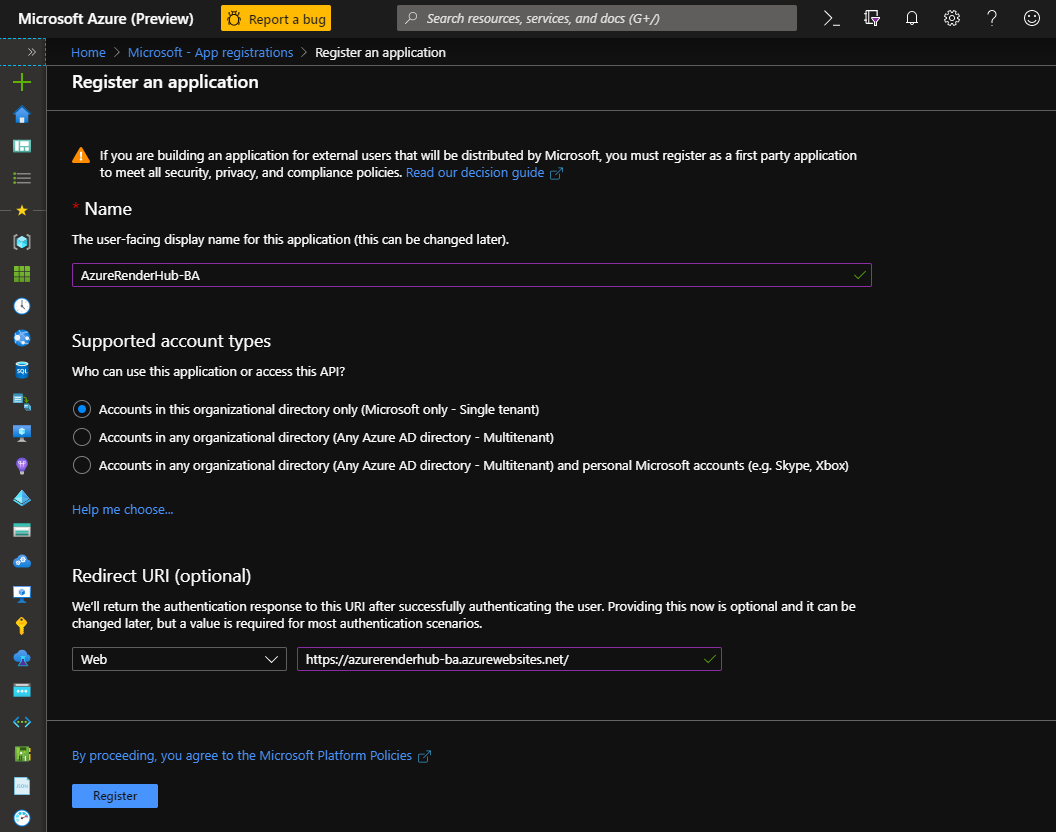 Microsoft Azure (Preview)
Report a bug
Search resources, services, and docs (G+/)
Home > Microsoft - App registrations > Register an application
Register an application
If you are building an application for external users that will be distributed by Microsoft, you must register as a first party application
to meet all security, privacy, and compliance policies. Read our decision guide
* Name
The user-facing display name for this application (this can be changed later).
AzureRenderHub-BA
Supported account types
Who can use this application or access this API?
Accounts in this organizational directory only (Microsoft only - Single tenant)
Accounts in any organizational directory (Any Azure AD directory - Multitenant)
Accounts in any organizational directory (Any Azure AD directory - Multitenant) and personal Microsoft accounts (e.g. Skype, Xbox)
Help me choose...
Redirect URI (optional)
We'll return the authentication response to this URI after successfully authenticating the user. Providing this now is optional and it can be
changed later, but a value is required for most authentication scenarios.
Web
https://azurerenderhub-ba.azurewebsites.net/
By proceeding, you agree to the Microsoft Platform Policies
Register